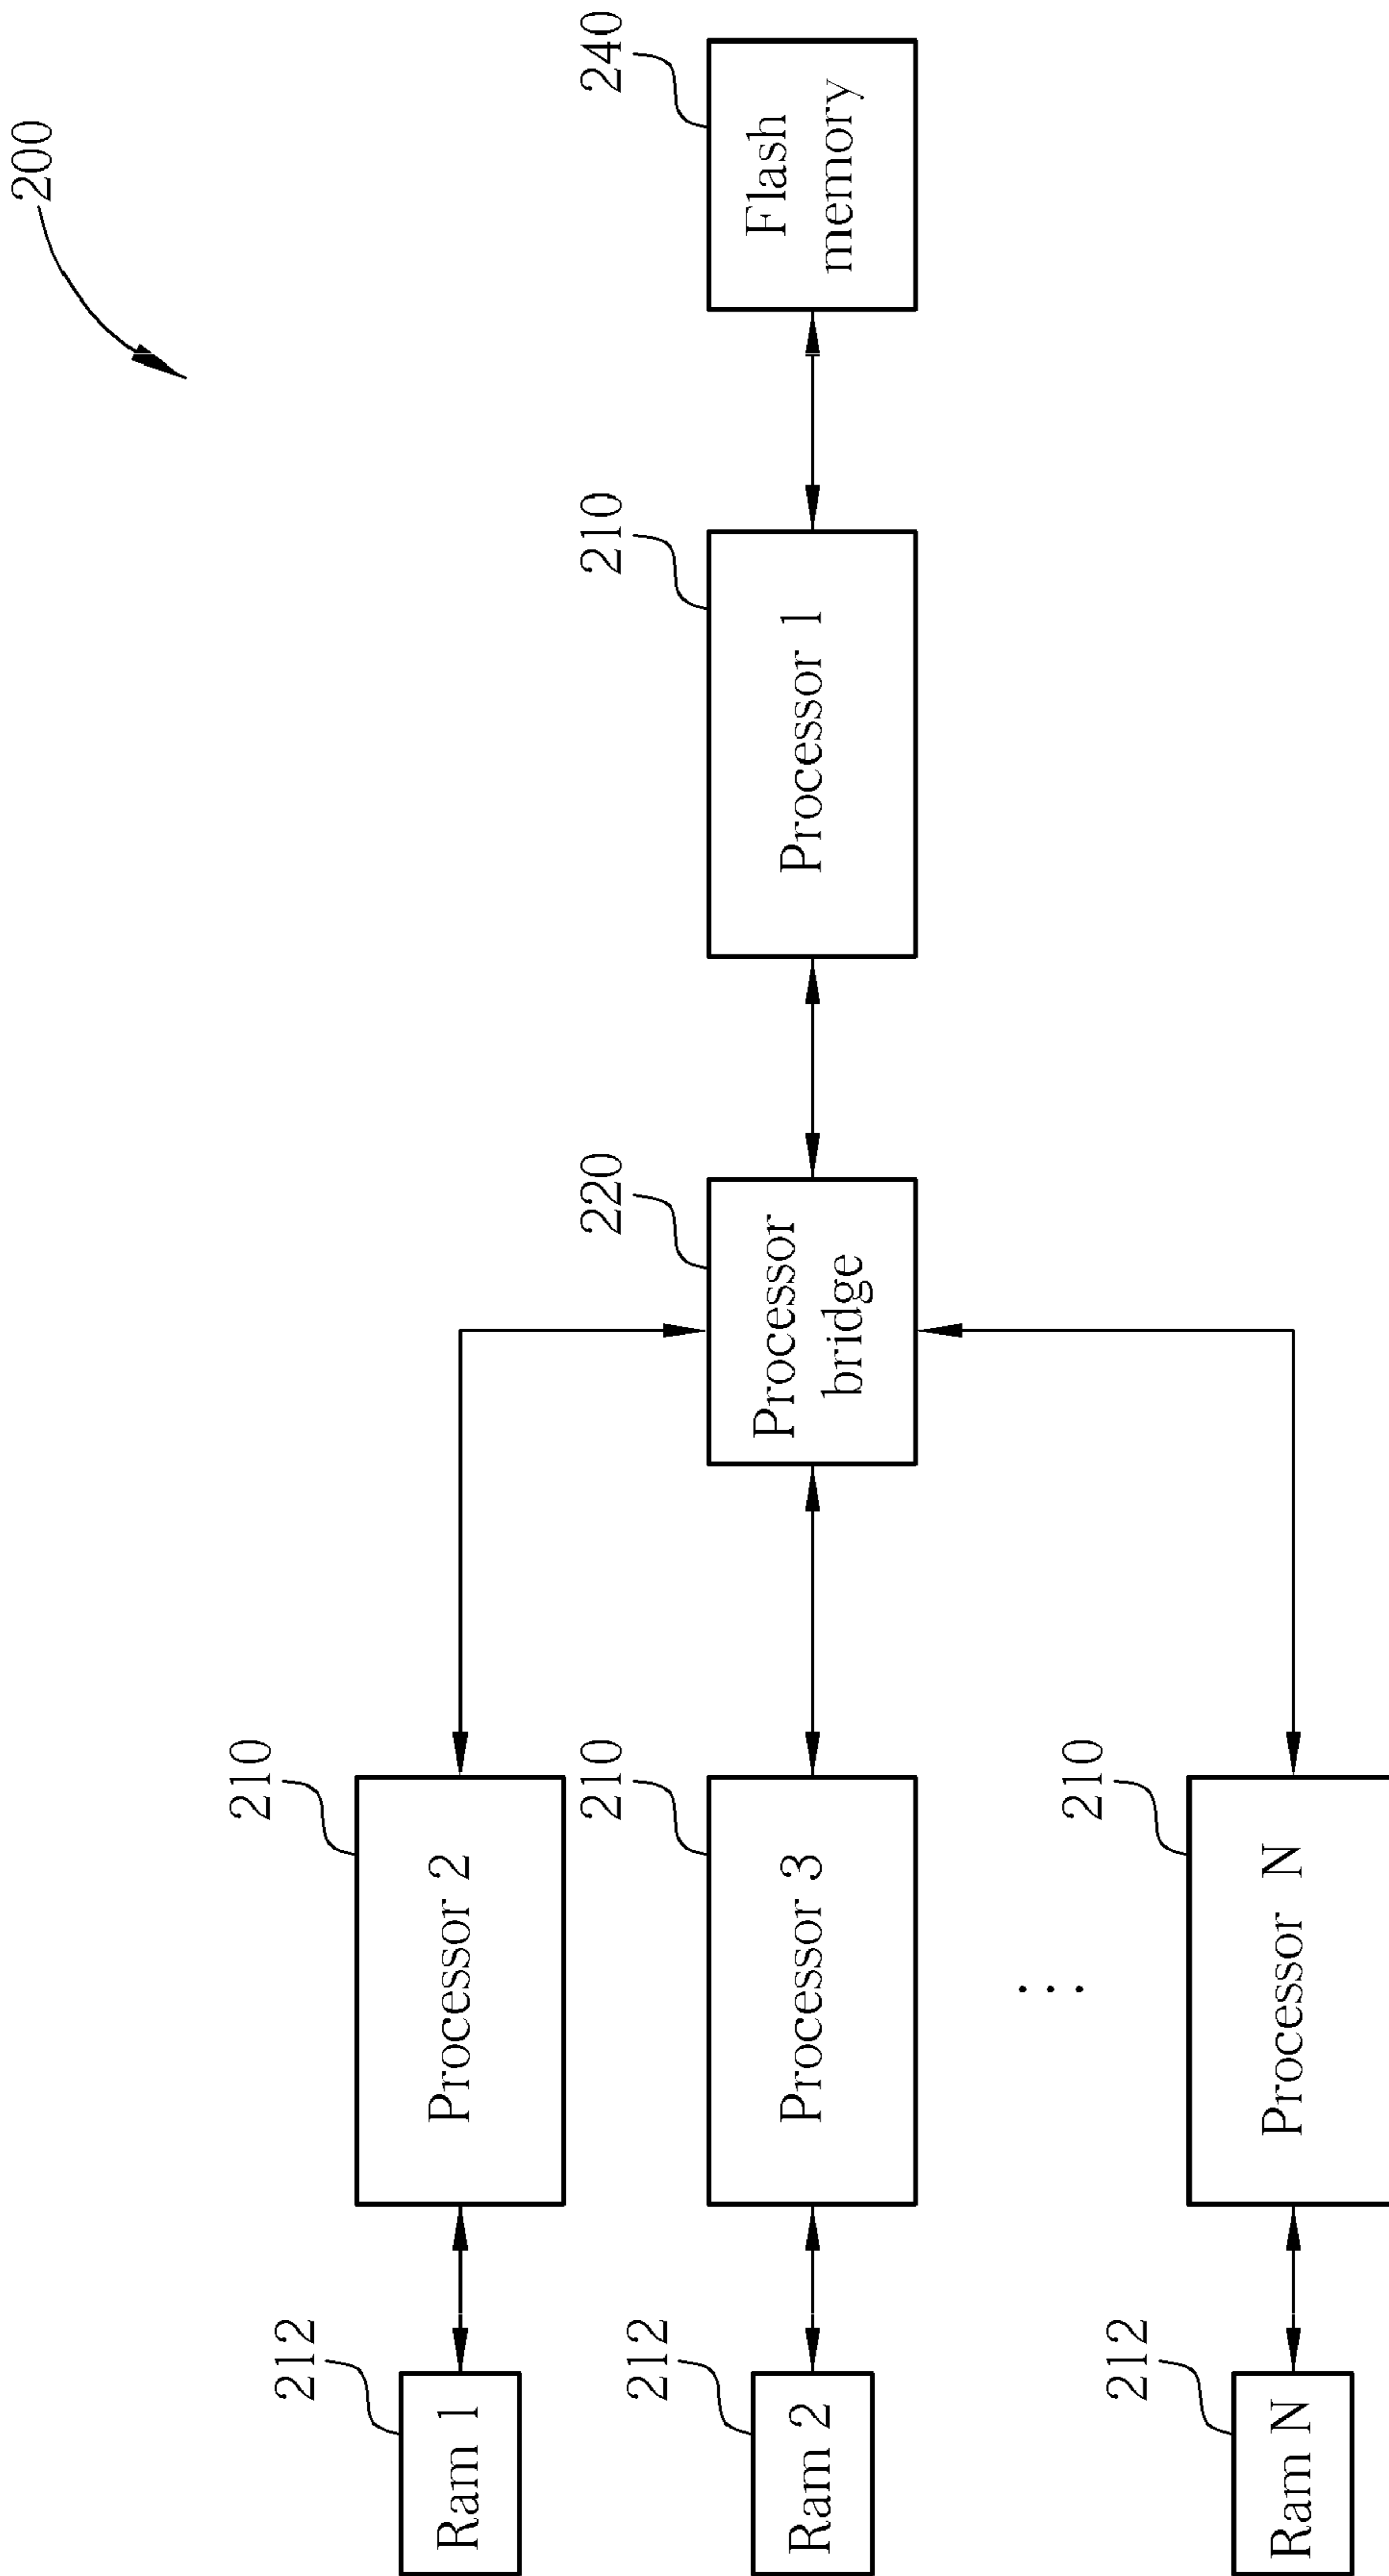 200
212
Ram 1
210
Processor 2
212
Ram 2
210
Processor 3
220
Processor
bridge
210
Processor 1
240
Flash
memory
...
212
Ram N
210
Processor N